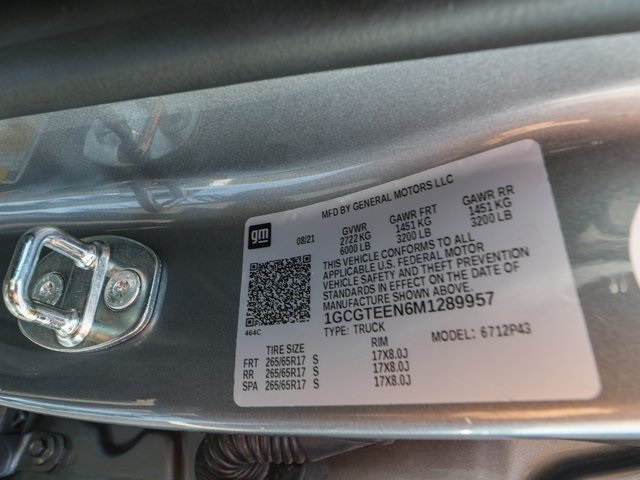 MFD BY GENERAL MOTORS LLC
gm
08/21 GVWR GAWR FRT GAWR RR
2722 KG 1451 KG 1451 KG
6000 LB 3200 LB 3200 LB
THIS VEHICLE CONFORMS TO ALL
APPLICABLE U.S. FEDERAL MOTOR
VEHICLE SAFETY AND THEFT PREVENTION
STANDARDS IN EFFECT ON THE DATE OF
MANUFACTURE SHOWN ABOVE.
1GCGTEEN6M1289957
464C TYPE: TRUCK MODEL: 6712P43
TIRE SIZE RIM
FRT 265/65R17 S 17X8.0J
RR 265/65R17 S 17X8.0J
SPA 265/65R17 S 17X8.0J